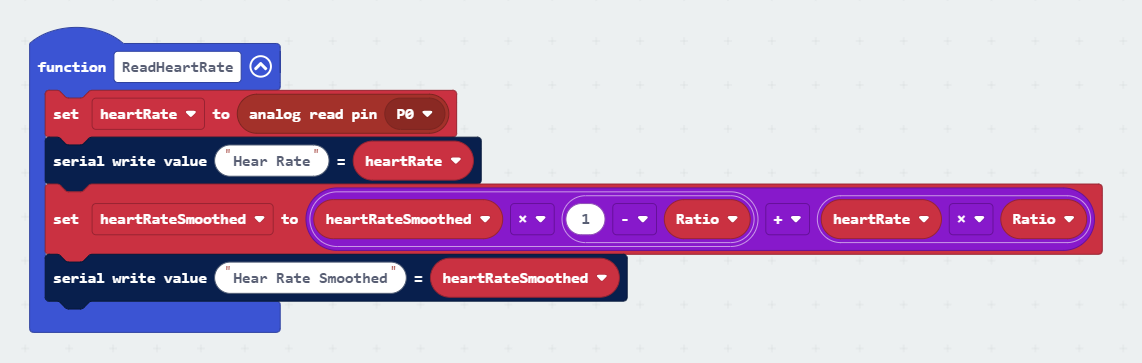 function ReadHeartRate
set heartRate to analog read pin P0
serial write value "Hear Rate" = heartRate
set heartRateSmoothed to heartRateSmoothed × 1 - Ratio + heartRate × Ratio
serial write value "Hear Rate Smoothed" = heartRateSmoothed